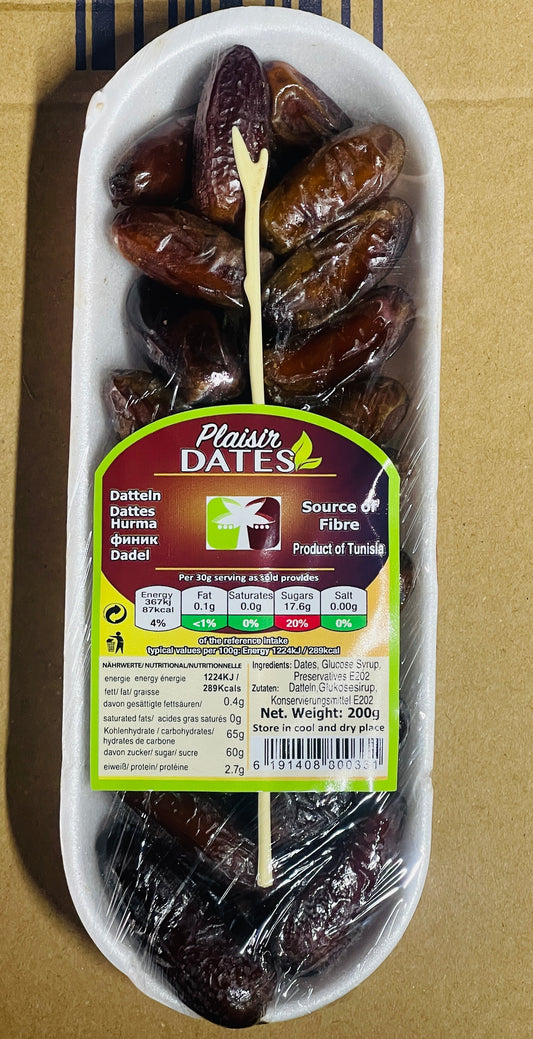 Plaisir
DATES
Datteln
Dattes
Hurma
финик
Dadel
Source of
Fibre
Product of Tunisia
Per 30g serving as sold provides
Energy
367kj
87kcal
4%
Fat
0.1g
<1%
Saturates
0.0g
0%
Sugars
17.6g
20%
Salt
0.00g
0%
of the reference intake
typical values per 100g: Energy 1224kJ / 289kcal
NÄHRWERTE/ NUTRITIONAL/NUTRITIONNELLE
energie energy énergie 1224KJ /
289Kcals
fett/ fat/ graisse
davon gesättigte fettsäuren/ 0.4g
saturated fats/ acides gras saturés 0g
Kohlenhydrate / carbohydrates/ 65g
hydrates de carbone
davon zucker/ sugar/ sucre 60g
eiweiß/ protein/ protéine 2.7g
Ingredients: Dates, Glucose Syrup,
Preservatives E202
Zutaten: Datteln,Glukosesirup,
Konservierungsmittel E202
Net. Weight: 200g
Store in cool and dry place
6 191408 800331